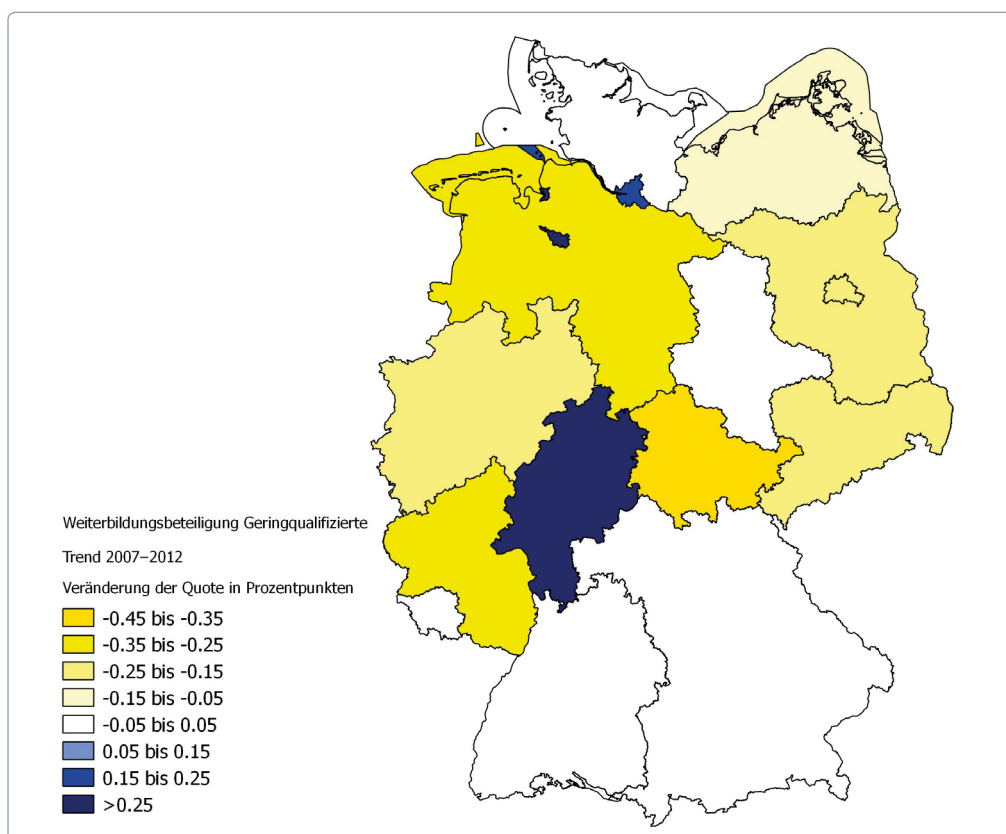 Weiterbildungsbeteiligung Geringqualifizierte
Trend 2007–2012
Veränderung der Quote in Prozentpunkten
-0.45 bis -0.35
-0.35 bis -0.25
-0.25 bis -0.15
-0.15 bis -0.05
-0.05 bis 0.05
0.05 bis 0.15
0.15 bis 0.25
>0.25